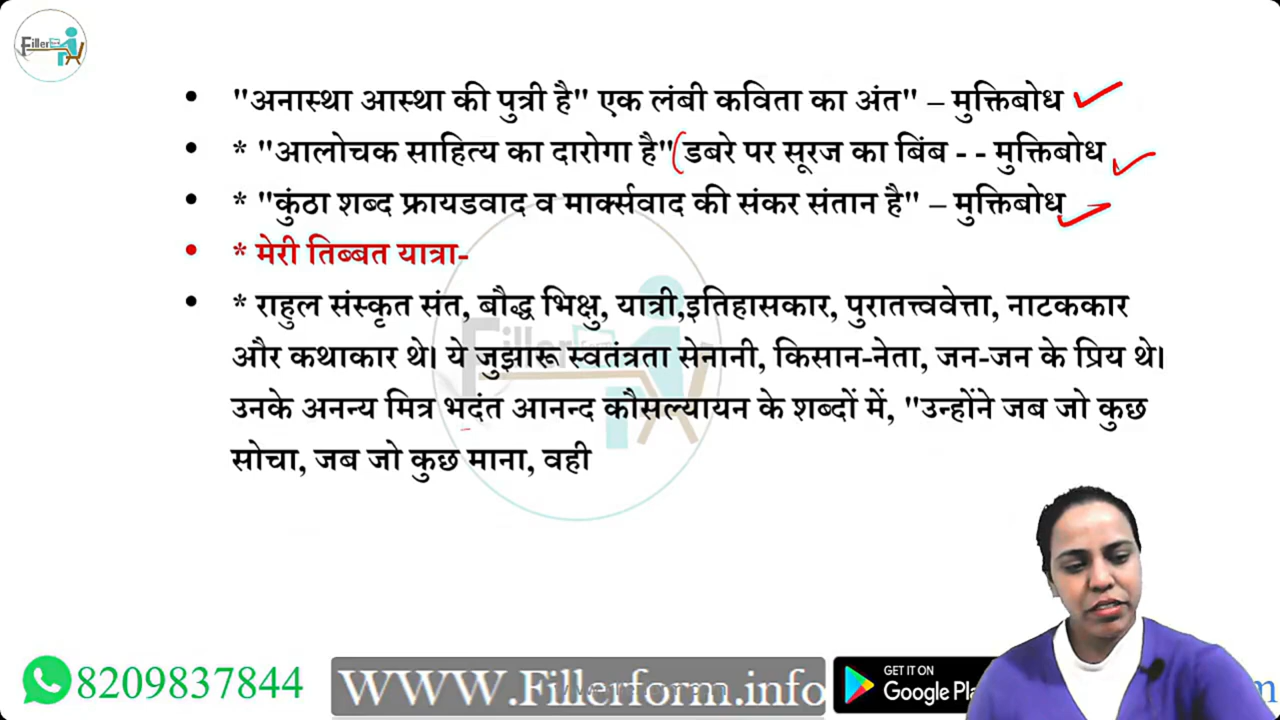 Fillerform
• "अनास्था आस्था की पुत्री है" एक लंबी कविता का अंत" – मुक्तिबोध
• * "आलोचक साहित्य का दारोगा है" (डबरे पर सूरज का बिंब - - मुक्तिबोध
• * "कुंठा शब्द फ्रायडवाद व मार्क्सवाद की संकर संतान है" – मुक्तिबोध
• * मेरी तिब्बत यात्रा-
• * राहुल संस्कृत संत, बौद्ध भिक्षु, यात्री,इतिहासकार, पुरातत्त्ववेत्ता, नाटककार
और कथाकार थे। ये जुझारू स्वतंत्रता सेनानी, किसान-नेता, जन-जन के प्रिय थे।
उनके अनन्य मित्र भदंत आनन्द कौसल्यायन के शब्दों में, "उन्होंने जब जो कुछ
सोचा, जब जो कुछ माना, वही
8209837844
WWW.Fillerform.info
GET IT ON
Google Pla